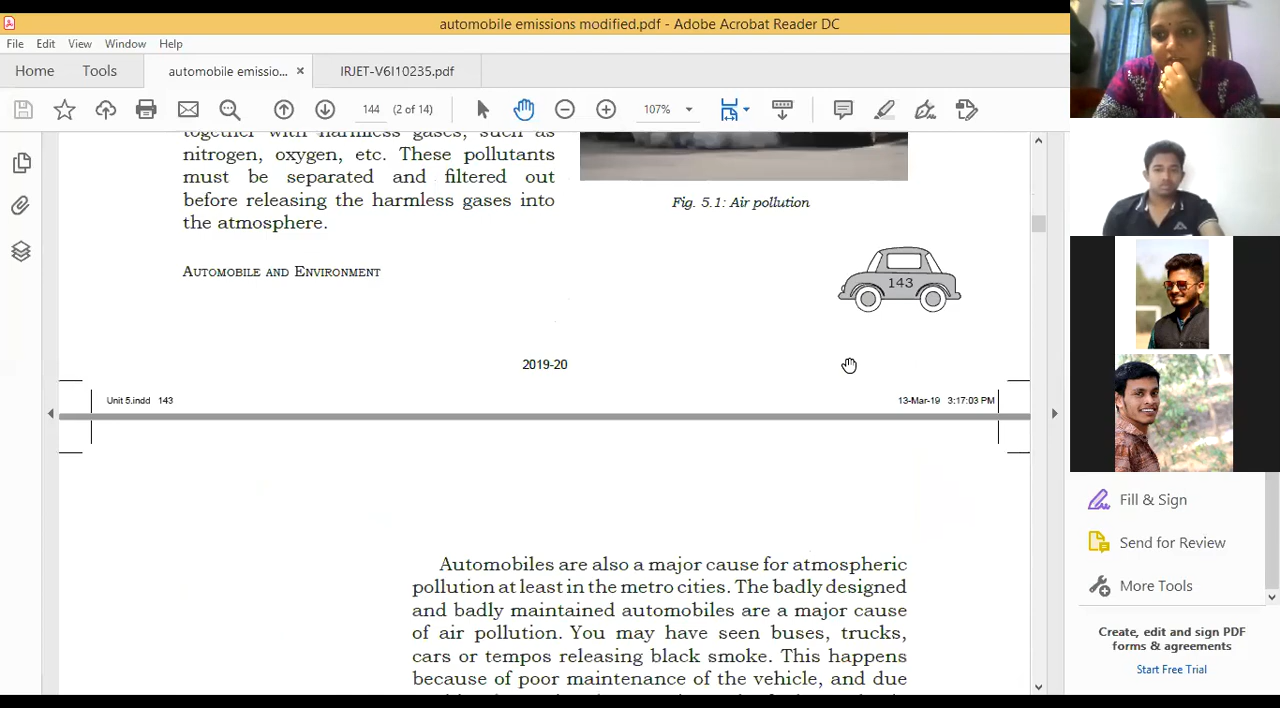 automobile emissions modified.pdf - Adobe Acrobat Reader DC
File Edit View Window Help
Home Tools automobile emissio... × IRJET-V6I10235.pdf
144 (2 of 14) 107%
together with harmless gases, such as
nitrogen, oxygen, etc. These pollutants
must be separated and filtered out
before releasing the harmless gases into
the atmosphere.
Fig. 5.1: Air pollution
AUTOMOBILE AND ENVIRONMENT
143
2019-20
Unit 5.indd 143 13-Mar-19 3:17:03 PM
Automobiles are also a major cause for atmospheric
pollution at least in the metro cities. The badly designed
and badly maintained automobiles are a major cause
of air pollution. You may have seen buses, trucks,
cars or tempos releasing black smoke. This happens
because of poor maintenance of the vehicle, and due
Fill & Sign
Send for Review
More Tools
Create, edit and sign PDF
forms & agreements
Start Free Trial